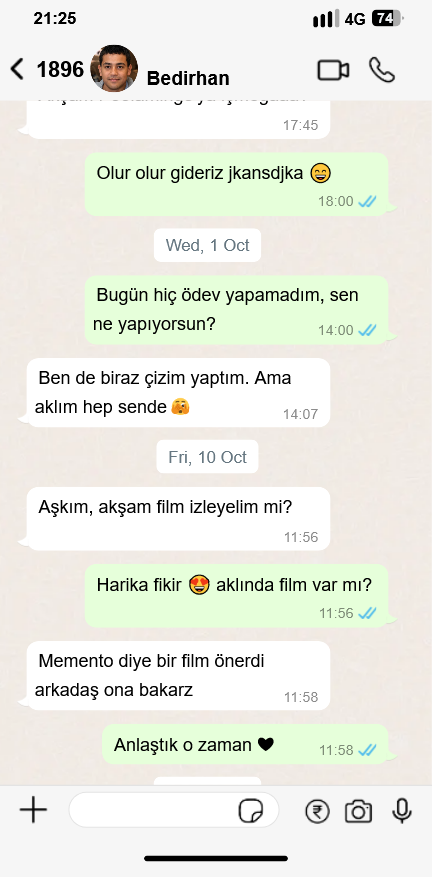 21:25
4G 74
1896 Bedirhan
17:45
Olur olur gideriz jkansdjka 😄
18:00
Wed, 1 Oct
Bugün hiç ödev yapamadım, sen
ne yapıyorsun?
14:00
Ben de biraz çizim yaptım. Ama
aklım hep sende 🫣
14:07
Fri, 10 Oct
Aşkım, akşam film izleyelim mi?
11:56
Harika fikir 😍 aklında film var mı?
11:56
Memento diye bir film önerdi
arkadaş ona bakarz
11:58
Anlaştık o zaman 🖤
11:58